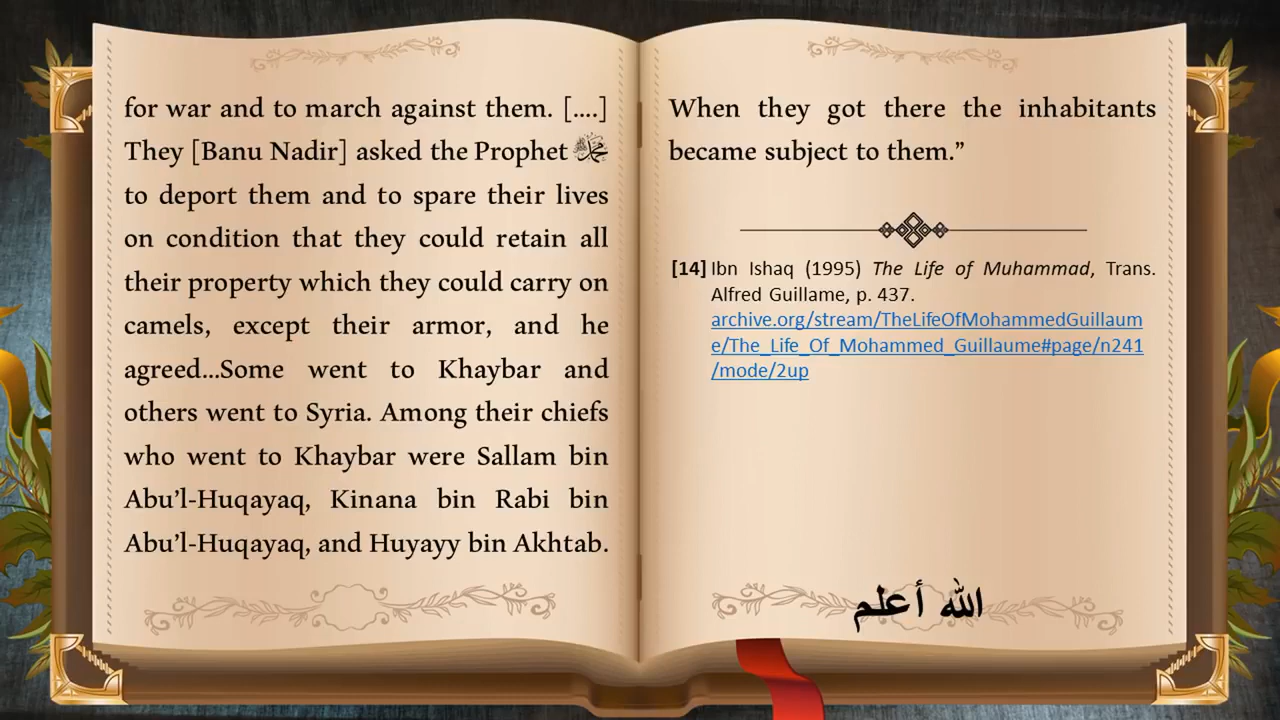 for war and to march against them. [....]
They [Banu Nadir] asked the Prophet ﷺ
to deport them and to spare their lives
on condition that they could retain all
their property which they could carry on
camels, except their armor, and he
agreed...Some went to Khaybar and
others went to Syria. Among their chiefs
who went to Khaybar were Sallam bin
Abu’l-Huqayaq, Kinana bin Rabi bin
Abu’l-Huqayaq, and Huyayy bin Akhtab.
When they got there the inhabitants
became subject to them.”
[14] Ibn Ishaq (1995) The Life of Muhammad, Trans.
Alfred Guillame, p. 437.
archive.org/stream/TheLifeOfMohammedGuillaum
e/The_Life_Of_Mohammed_Guillaume#page/n241
/mode/2up
الله أعلم